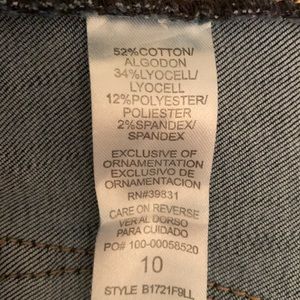 52%COTTON/
ALGODON
34%LYOCELL/
LYOCELL
12%POLYESTER/
POLIESTER
2%SPANDEX/
SPANDEX
EXCLUSIVE OF
ORNAMENTATION
EXCLUSIVO DE
ORNAMENTACION
RN#39831
CARE ON REVERSE
VER AL DORSO
PARA CUIDADO
PO# 100-00058520
10
STYLE B1721F9LL